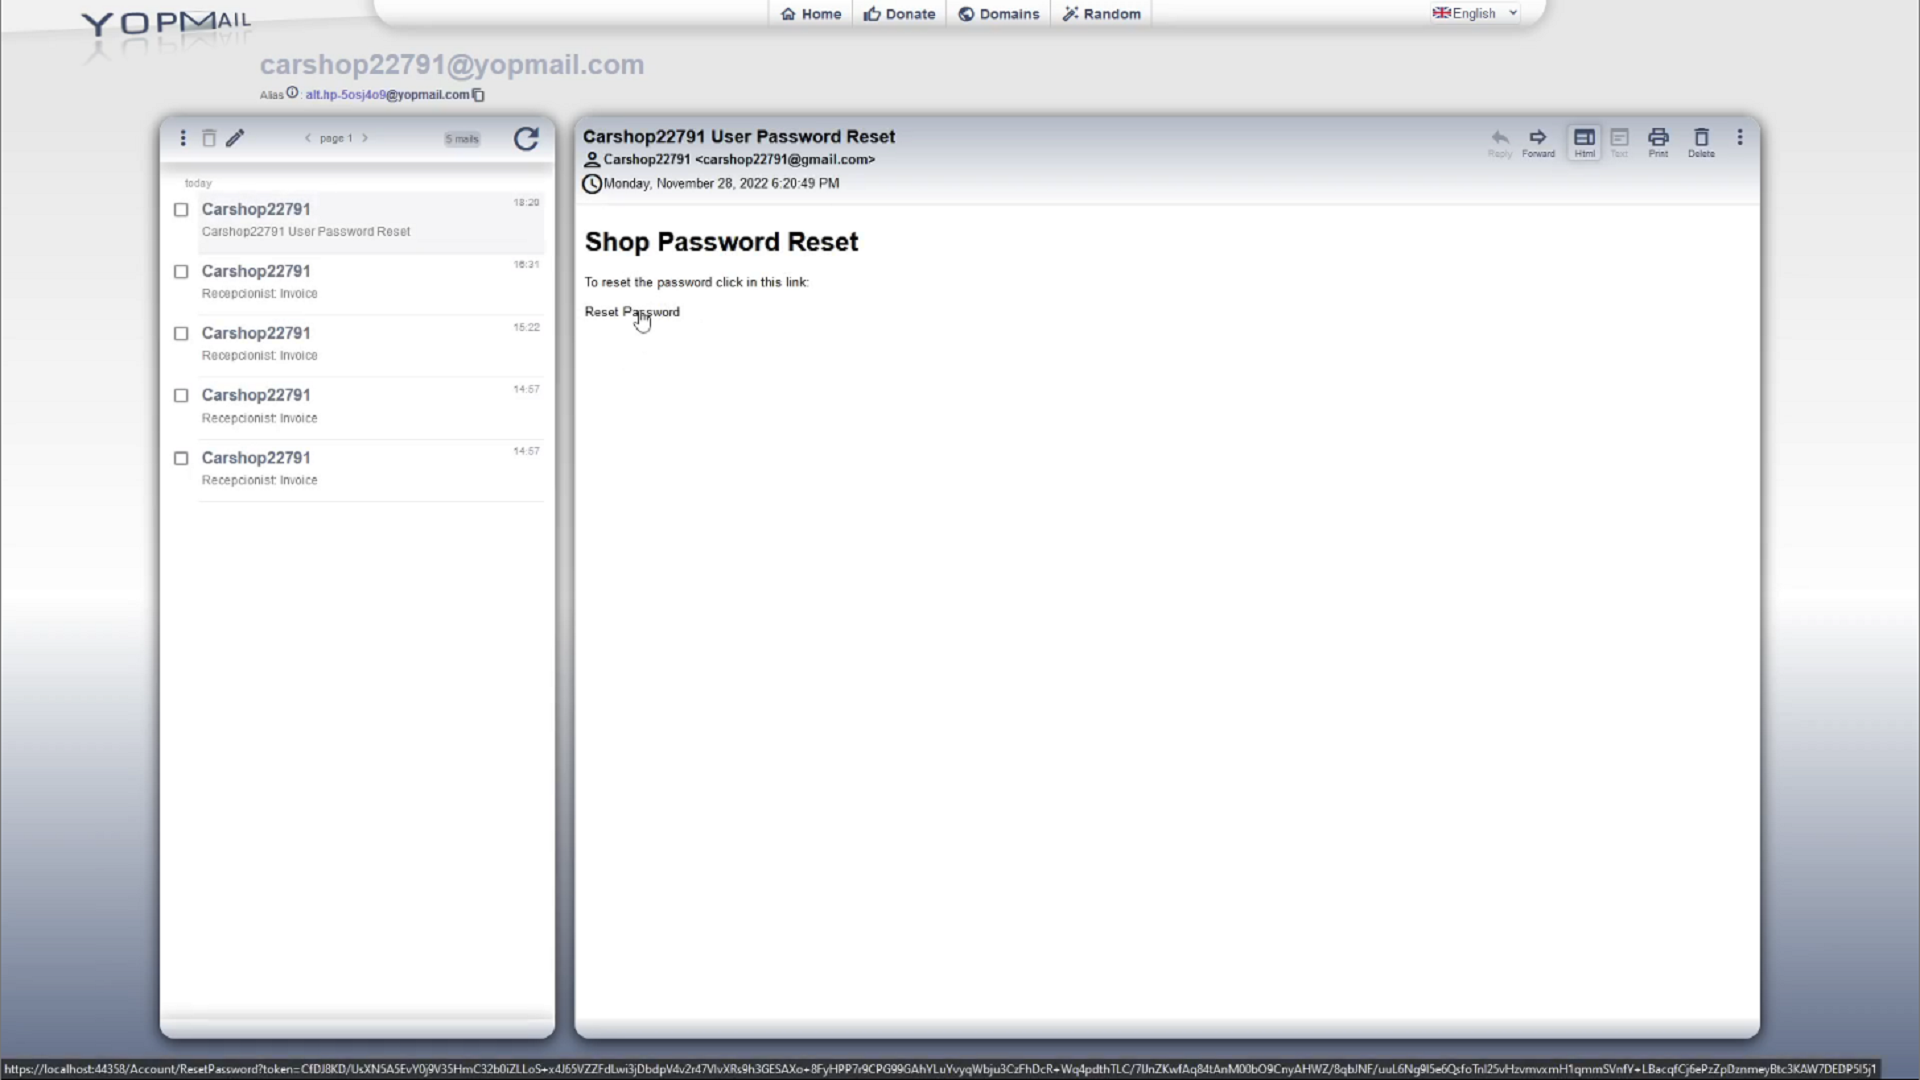 YOPMAIL
Home
Donate
Domains
Random
English
carshop22791@yopmail.com
Alias : alt.hp-5osj4o9@yopmail.com
page 1
5 mails
today
Carshop22791
18:20
Carshop22791 User Password Reset
Carshop22791
16:31
Recepcionist: Invoice
Carshop22791
15:22
Recepcionist: Invoice
Carshop22791
14:57
Recepcionist: Invoice
Carshop22791
14:57
Recepcionist: Invoice
Carshop22791 User Password Reset
Carshop22791 <carshop22791@gmail.com>
Monday, November 28, 2022 6:20:49 PM
Reply
Forward
Html
Text
Print
Delete
Shop Password Reset
To reset the password click in this link:
Reset Password
https://localhost:44358/Account/ResetPassword?token=